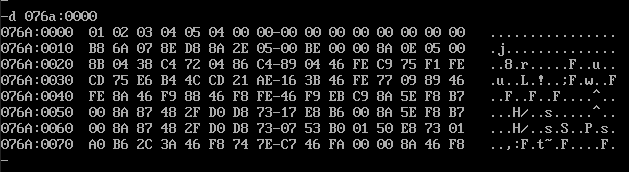 -d 076a:0000
076A:0000 01 02 03 04 05 04 00 00-00 00 00 00 00 00 00 00 ................
076A:0010 B8 6A 07 8E D8 8A 2E 05-00 BE 00 00 8A 0E 05 00 .j..............
076A:0020 8B 04 38 C4 72 04 86 C4-89 04 46 FE C9 75 F1 FE ..8.r.....F..u..
076A:0030 CD 75 E6 B4 4C CD 21 AE-16 3B 46 FE 77 09 89 46 .u..L.!..;F.w..F
076A:0040 FE 8A 46 F9 88 46 F8 FE-46 F9 EB C9 8A 5E F8 B7 ..F..F..F....^..
076A:0050 00 8A 87 48 2F D0 D8 73-17 E8 B6 00 8A 5E F8 B7 ...H/..s.....^..
076A:0060 00 8A 87 48 2F D0 D8 73-07 53 B0 01 50 E8 73 01 ...H/..s.S..P.s.
076A:0070 A0 B6 2C 3A 46 F8 74 7E-C7 46 FA 00 00 8A 46 F8 ..,:F.t~.F....F.
-